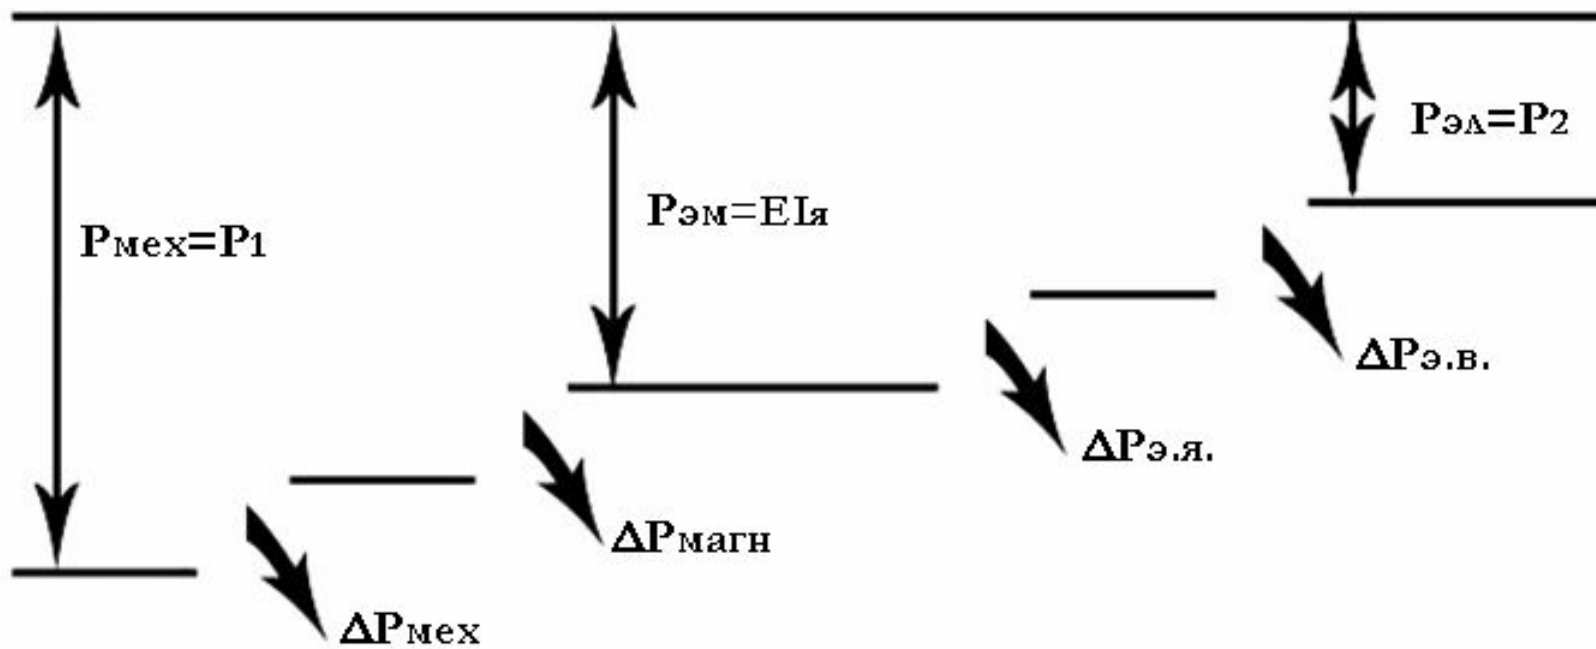 Pэл=P2
Pэм=EIя
Pмех=P1
ΔPэ.в.
ΔPэ.я.
ΔPмагн
ΔPмех